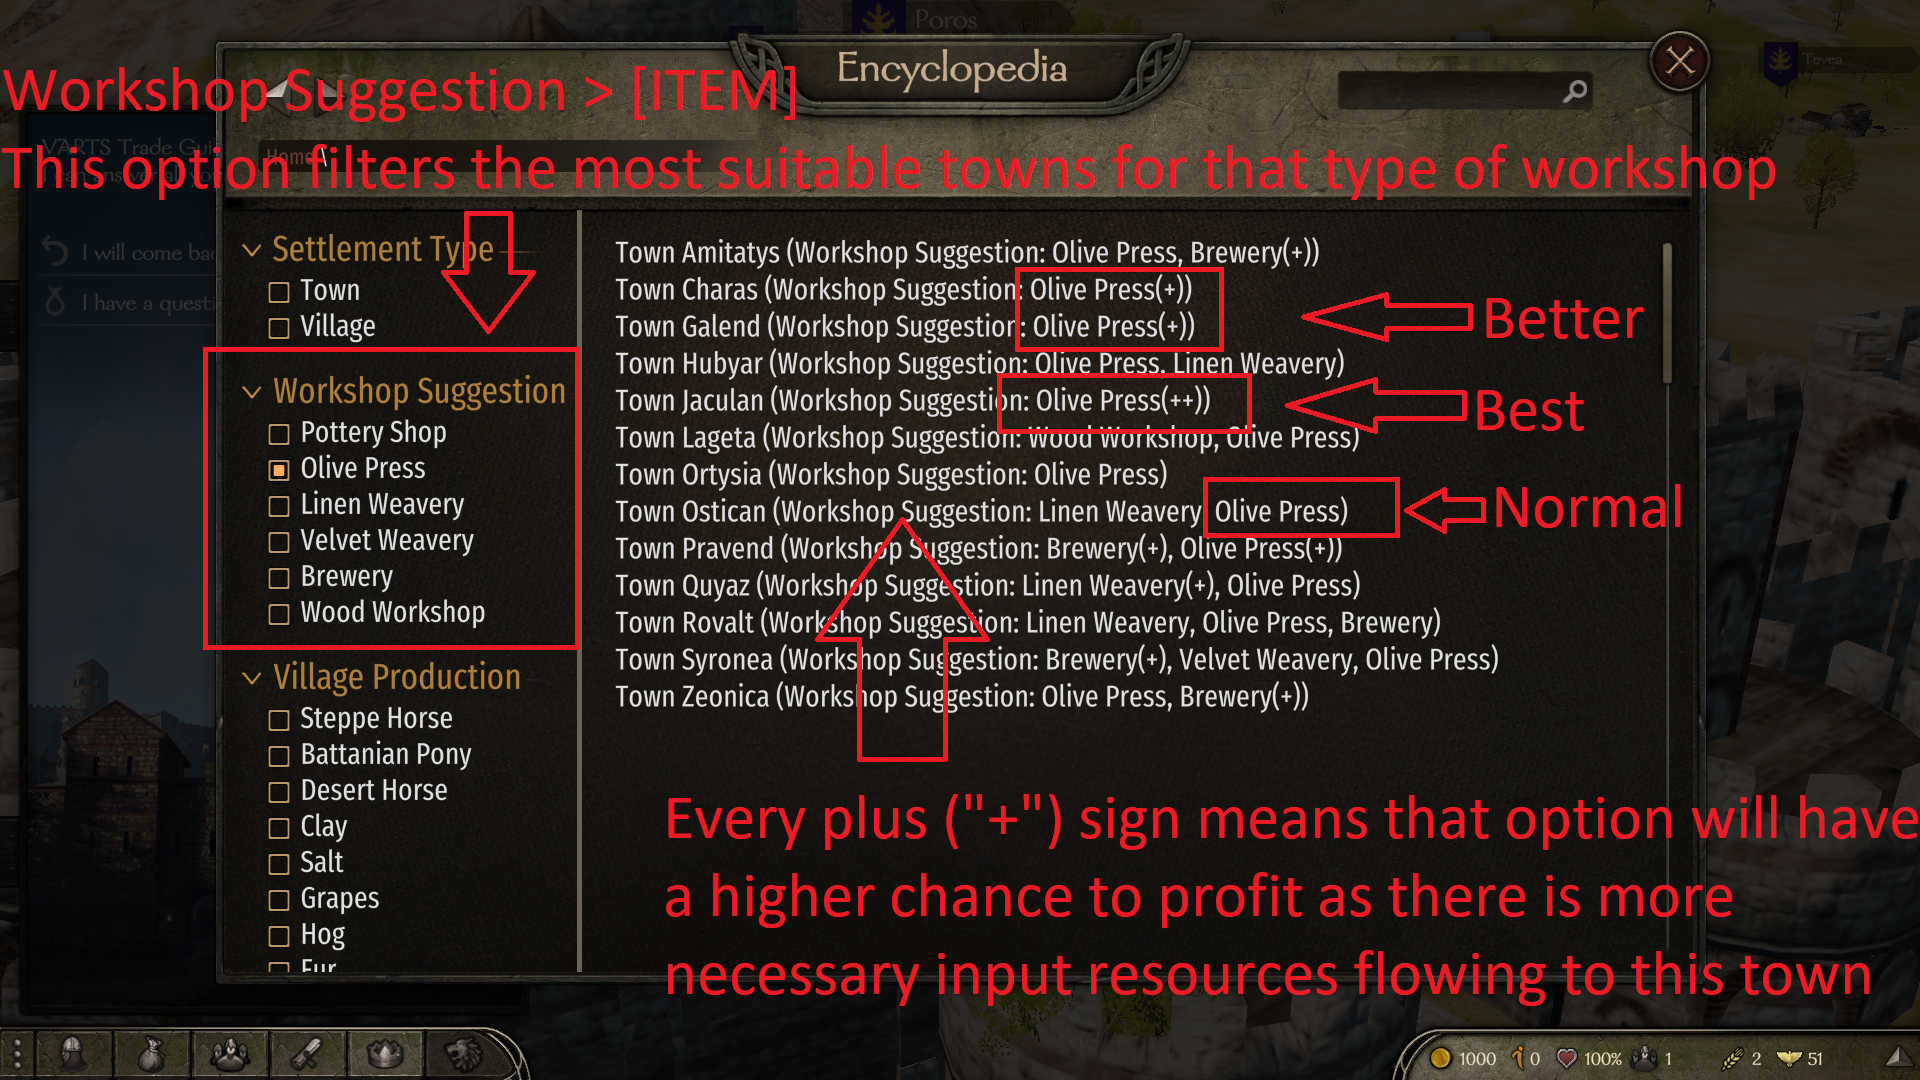 Poros
Encyclopedia
Tevea
Workshop Suggestion > [ITEM]
VARTS Trade
Home\
This option filters the most suitable towns for that type of workshop
I will come bac
I have a questi
Settlement Type
Town
Village
Workshop Suggestion
Pottery Shop
Olive Press
Linen Weavery
Velvet Weavery
Brewery
Wood Workshop
Village Production
Steppe Horse
Battanian Pony
Desert Horse
Clay
Salt
Grapes
Hog
Fur
Town Amitatys (Workshop Suggestion: Olive Press, Brewery(+))
Town Charas (Workshop Suggestion: Olive Press(+))
Town Galend (Workshop Suggestion: Olive Press(+))
Town Hubyar (Workshop Suggestion: Olive Press, Linen Weavery)
Town Jaculan (Workshop Suggestion: Olive Press(++))
Town Lageta (Workshop Suggestion: Wood Workshop, Olive Press)
Town Ortysia (Workshop Suggestion: Olive Press)
Town Ostican (Workshop Suggestion: Linen Weavery, Olive Press)
Town Pravend (Workshop Suggestion: Brewery(+), Olive Press(+))
Town Quyaz (Workshop Suggestion: Linen Weavery(+), Olive Press)
Town Rovalt (Workshop Suggestion: Linen Weavery, Olive Press, Brewery)
Town Syronea (Workshop Suggestion: Brewery(+), Velvet Weavery, Olive Press)
Town Zeonica (Workshop Suggestion: Olive Press, Brewery(+))
Better
Best
Normal
Every plus ("+") sign means that option will have
a higher chance to profit as there is more
necessary input resources flowing to this town
1000 0 100% 1 2 51